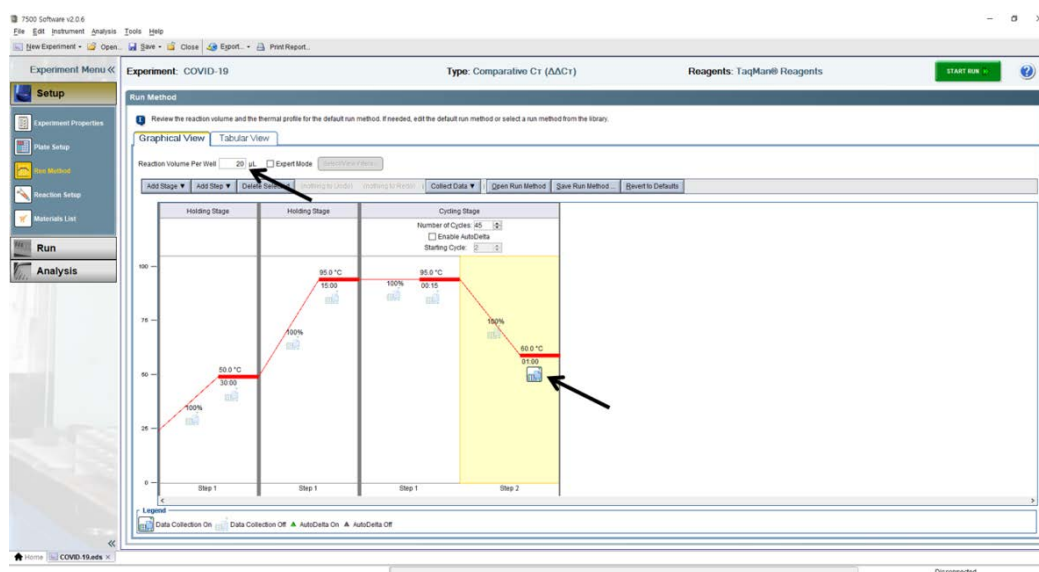 7500 Software v2.0.6
File Edit Instrument Analysis Tools Help
New Experiment Open... Save Close Export... Print Report...
Experiment Menu «
Experiment: COVID-19 Type: Comparative CT (ΔΔCT) Reagents: TaqMan® Reagents START RUN
Setup
Run Method
Experiment Properties
Plate Setup
Run Method
Reaction Setup
Materials List
Run
Analysis
Review the reaction volume and the thermal profile for the default run method. If needed, edit the default run method or select a run method from the library.
Graphical View Tabular View
Reaction Volume Per Well 20 µL Expert Mode
Add Stage ▼ Add Step ▼ Delete Selected Collect Data ▼ Open Run Method Save Run Method... Revert to Defaults
Holding Stage Holding Stage Cycling Stage
Number of Cycles: 45
Enable AutoDelta
Starting Cycle: 2
100
95.0 °C 95.0 °C
15:00 100% 00:15
75
100% 100%
60.0 °C
01:00
50
50.0 °C
30:00
100%
25
0
Step 1 Step 1 Step 1 Step 2
Legend
Data Collection On Data Collection Off A AutoDelta On A AutoDelta Off
Home COVID-19.eds ×
Disconnected